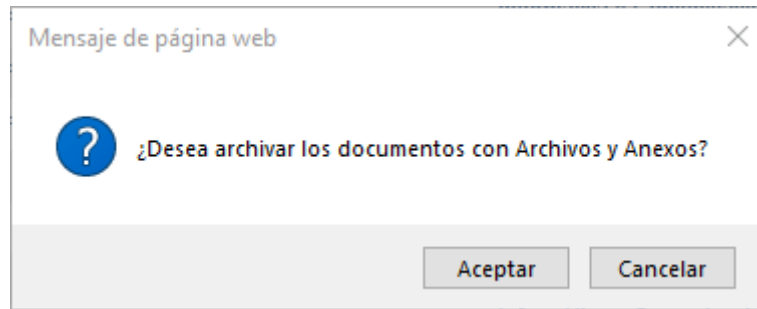 Mensaje de página web
¿Desea archivar los documentos con Archivos y Anexos?
Aceptar
Cancelar